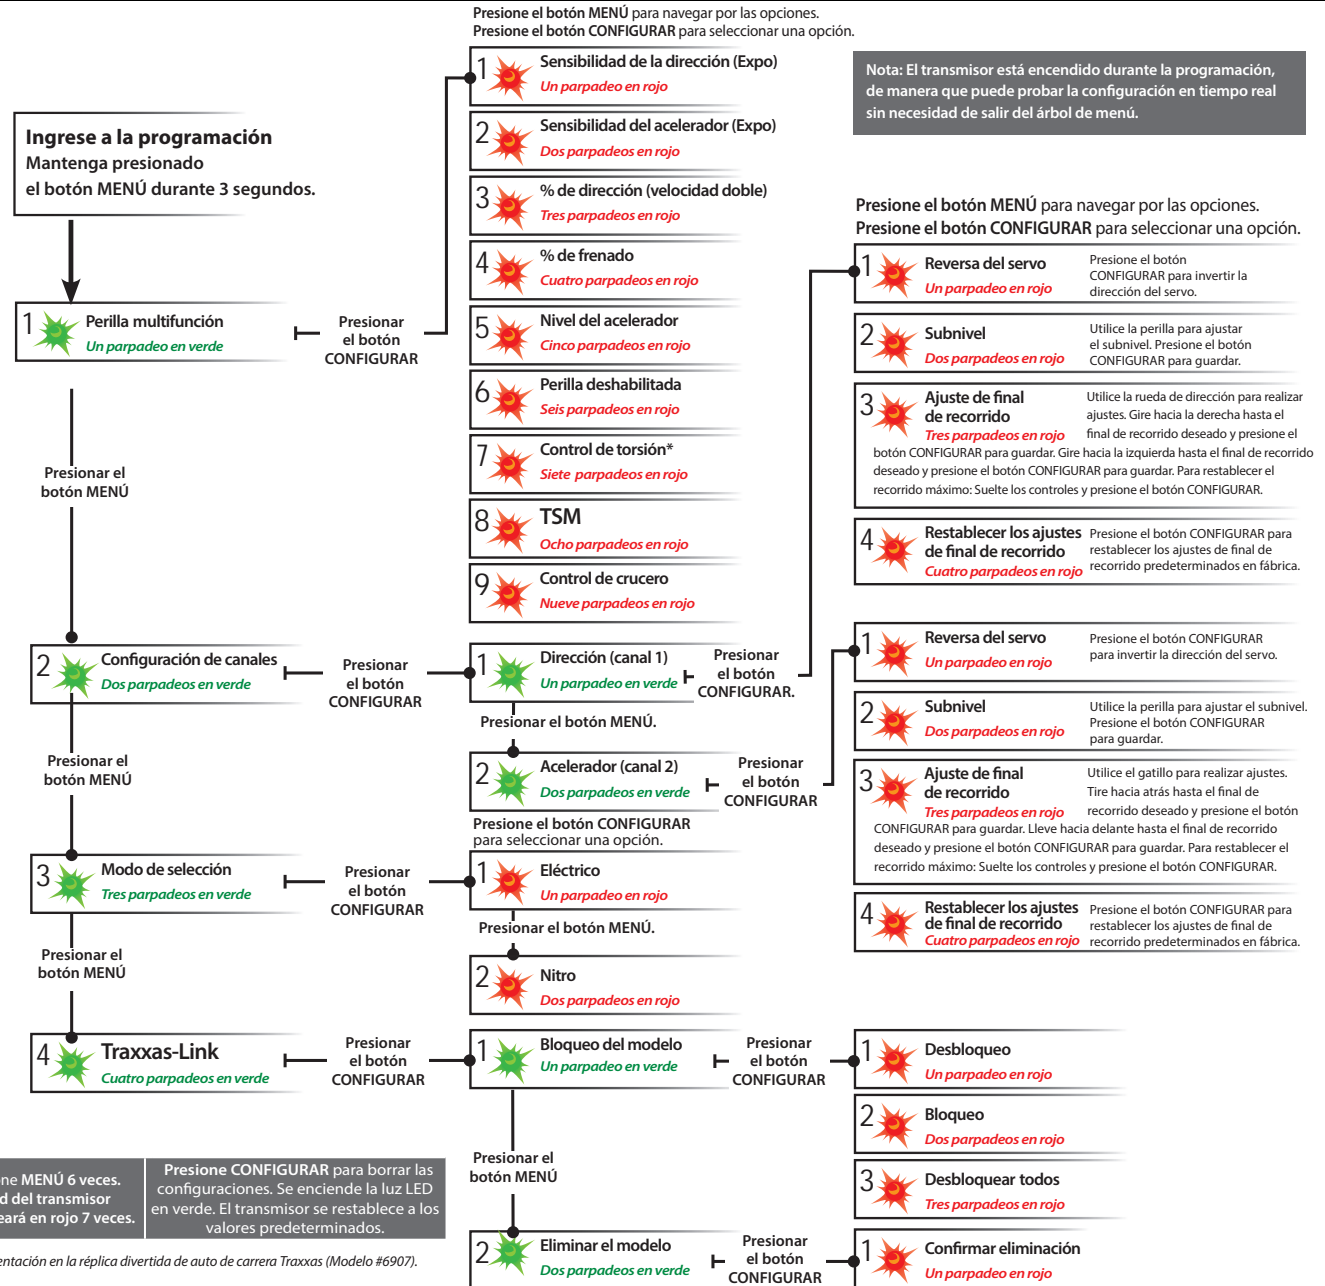 Presione el botón MENÚ para navegar por las opciones.
Presione el botón CONFIGURAR para seleccionar una opción.
Nota: El transmisor está encendido durante la programación,
de manera que puede probar la configuración en tiempo real
sin necesidad de salir del árbol de menú.
Ingrese a la programación
Mantenga presionado
el botón MENÚ durante 3 segundos.
1
Perilla multifunción
Un parpadeo en verde
Presionar
el botón
CONFIGURAR
1
Sensibilidad de la dirección (Expo)
Un parpadeo en rojo
2
Sensibilidad del acelerador (Expo)
Dos parpadeos en rojo
3
% de dirección (velocidad doble)
Tres parpadeos en rojo
4
% de frenado
Cuatro parpadeos en rojo
5
Nivel del acelerador
Cinco parpadeos en rojo
6
Perilla deshabilitada
Seis parpadeos en rojo
7
Control de torsión*
Siete parpadeos en rojo
8
TSM
Ocho parpadeos en rojo
9
Control de crucero
Nueve parpadeos en rojo
Presionar el
botón MENÚ
2
Configuración de canales
Dos parpadeos en verde
Presionar
el botón
CONFIGURAR
1
Dirección (canal 1)
Un parpadeo en verde
Presionar
el botón
CONFIGURAR.
Presionar el botón MENÚ.
2
Acelerador (canal 2)
Dos parpadeos en verde
Presionar
el botón
CONFIGURAR
Presione el botón MENÚ para navegar por las opciones.
Presione el botón CONFIGURAR para seleccionar una opción.
1
Reversa del servo
Un parpadeo en rojo
Presione el botón
CONFIGURAR para invertir la
dirección del servo.
2
Subnivel
Dos parpadeos en rojo
Utilice la perilla para ajustar
el subnivel. Presione el botón
CONFIGURAR para guardar.
3
Ajuste de final
de recorrido
Tres parpadeos en rojo
Utilice la rueda de dirección para realizar
ajustes. Gire hacia la derecha hasta el
final de recorrido deseado y presione el
botón CONFIGURAR para guardar. Gire hacia la izquierda hasta el final de recorrido
deseado y presione el botón CONFIGURAR para guardar. Para restablecer el
recorrido máximo: Suelte los controles y presione el botón CONFIGURAR.
4
Restablecer los ajustes
de final de recorrido
Cuatro parpadeos en rojo
Presione el botón CONFIGURAR para
restablecer los ajustes de final de
recorrido predeterminados en fábrica.
1
Reversa del servo
Un parpadeo en rojo
Presione el botón CONFIGURAR
para invertir la dirección del servo.
2
Subnivel
Dos parpadeos en rojo
Utilice la perilla para ajustar el subnivel.
Presione el botón CONFIGURAR
para guardar.
3
Ajuste de final
de recorrido
Tres parpadeos en rojo
Utilice el gatillo para realizar ajustes.
Tire hacia atrás hasta el final de
recorrido deseado y presione el botón
CONFIGURAR para guardar. Lleve hacia delante hasta el final de recorrido
deseado y presione el botón CONFIGURAR para guardar. Para restablecer el
recorrido máximo: Suelte los controles y presione el botón CONFIGURAR.
4
Restablecer los ajustes
de final de recorrido
Cuatro parpadeos en rojo
Presione el botón CONFIGURAR para
restablecer los ajustes de final de
recorrido predeterminados en fábrica.
Presionar el
botón MENÚ
3
Modo de selección
Tres parpadeos en verde
Presionar
el botón
CONFIGURAR
Presione el botón CONFIGURAR
para seleccionar una opción.
1
Eléctrico
Un parpadeo en rojo
Presionar el botón MENÚ.
2
Nitro
Dos parpadeos en rojo
Presionar el
botón MENÚ
4
Traxxas-Link
Cuatro parpadeos en verde
Presionar
el botón
CONFIGURAR
1
Bloqueo del modelo
Un parpadeo en verde
Presionar
el botón
CONFIGURAR
1
Desbloqueo
Un parpadeo en rojo
2
Bloqueo
Dos parpadeos en rojo
3
Desbloquear todos
Tres parpadeos en rojo
Presionar el
botón MENÚ
2
Eliminar el modelo
Dos parpadeos en verde
Presionar
el botón
CONFIGURAR
1
Confirmar eliminación
Un parpadeo en rojo
ne MENÚ 6 veces.
d del transmisor
eará en rojo 7 veces.
Presione CONFIGURAR para borrar las
configuraciones. Se enciende la luz LED
en verde. El transmisor se restablece a los
valores predeterminados.
entación en la réplica divertida de auto de carrera Traxxas (Modelo #6907).